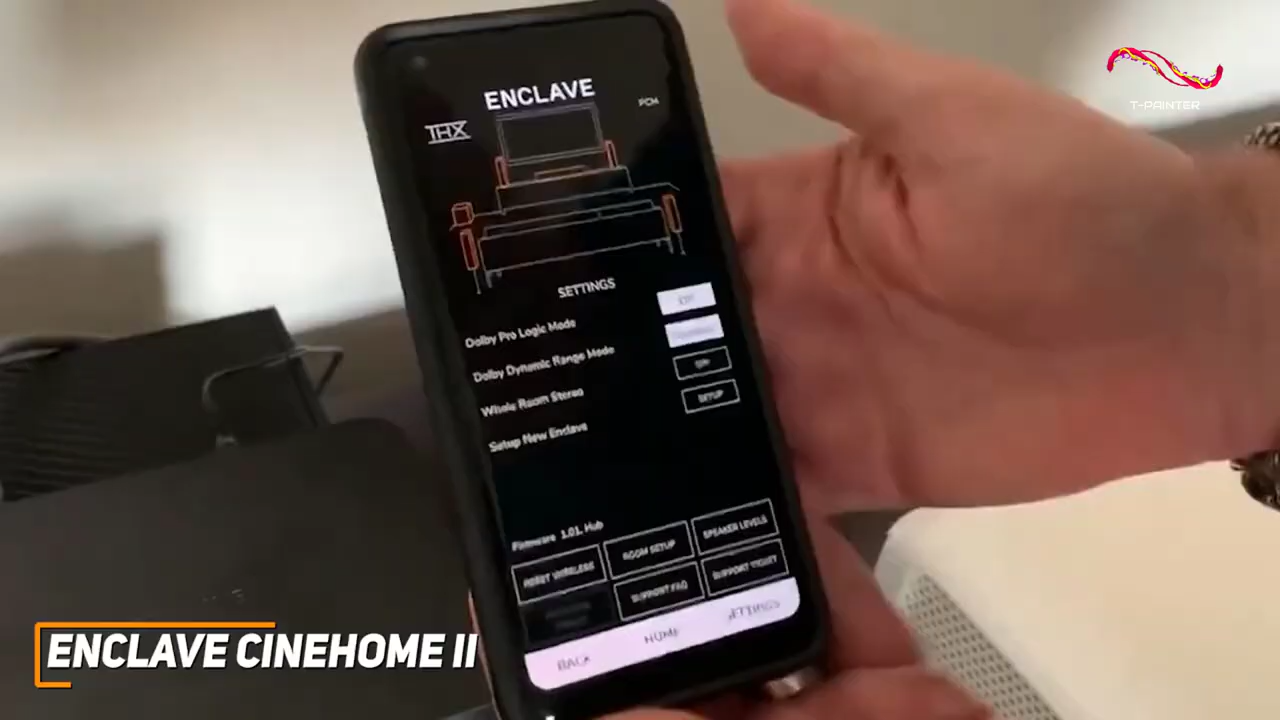 T-PAINTER
ENCLAVE
PCM
THX
SETTINGS
Dolby Pro Logic Mode
Dolby Dynamic Range Mode
Whole Room Stereo
Setup New Enclave
SETUP
Firmware 1.01. Hub
RESET WIRELESS
ROOM SETUP
SPEAKER LEVELS
SUPPORT FAQ
SUPPORT TICKET
BACK
HOME
SETTINGS
ENCLAVE CINEHOME II